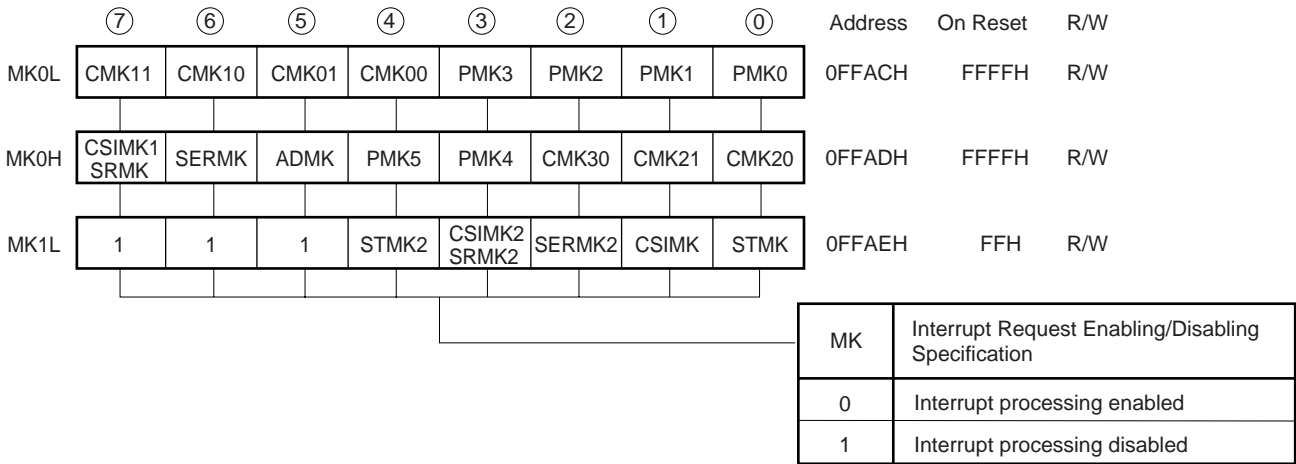 ⑦ ⑥ ⑤ ④ ③ ② ① ⓪ Address On Reset R/W
MK0L CMK11 CMK10 CMK01 CMK00 PMK3 PMK2 PMK1 PMK0 0FFACH FFFFH R/W
MK0H CSIMK1 SRMK SERMK ADMK PMK5 PMK4 CMK30 CMK21 CMK20 0FFADH FFFFH R/W
MK1L 1 1 1 STMK2 CSIMK2 SRMK2 SERMK2 CSIMK STMK 0FFAEH FFH R/W
MK Interrupt Request Enabling/Disabling
Specification
0 Interrupt processing enabled
1 Interrupt processing disabled